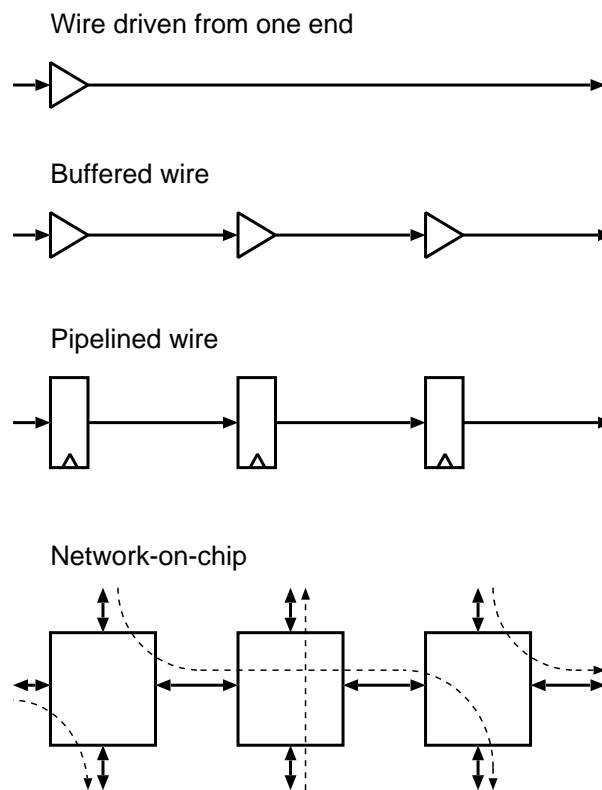 Wire driven from one end
Buffered wire
Pipelined wire
Network-on-chip